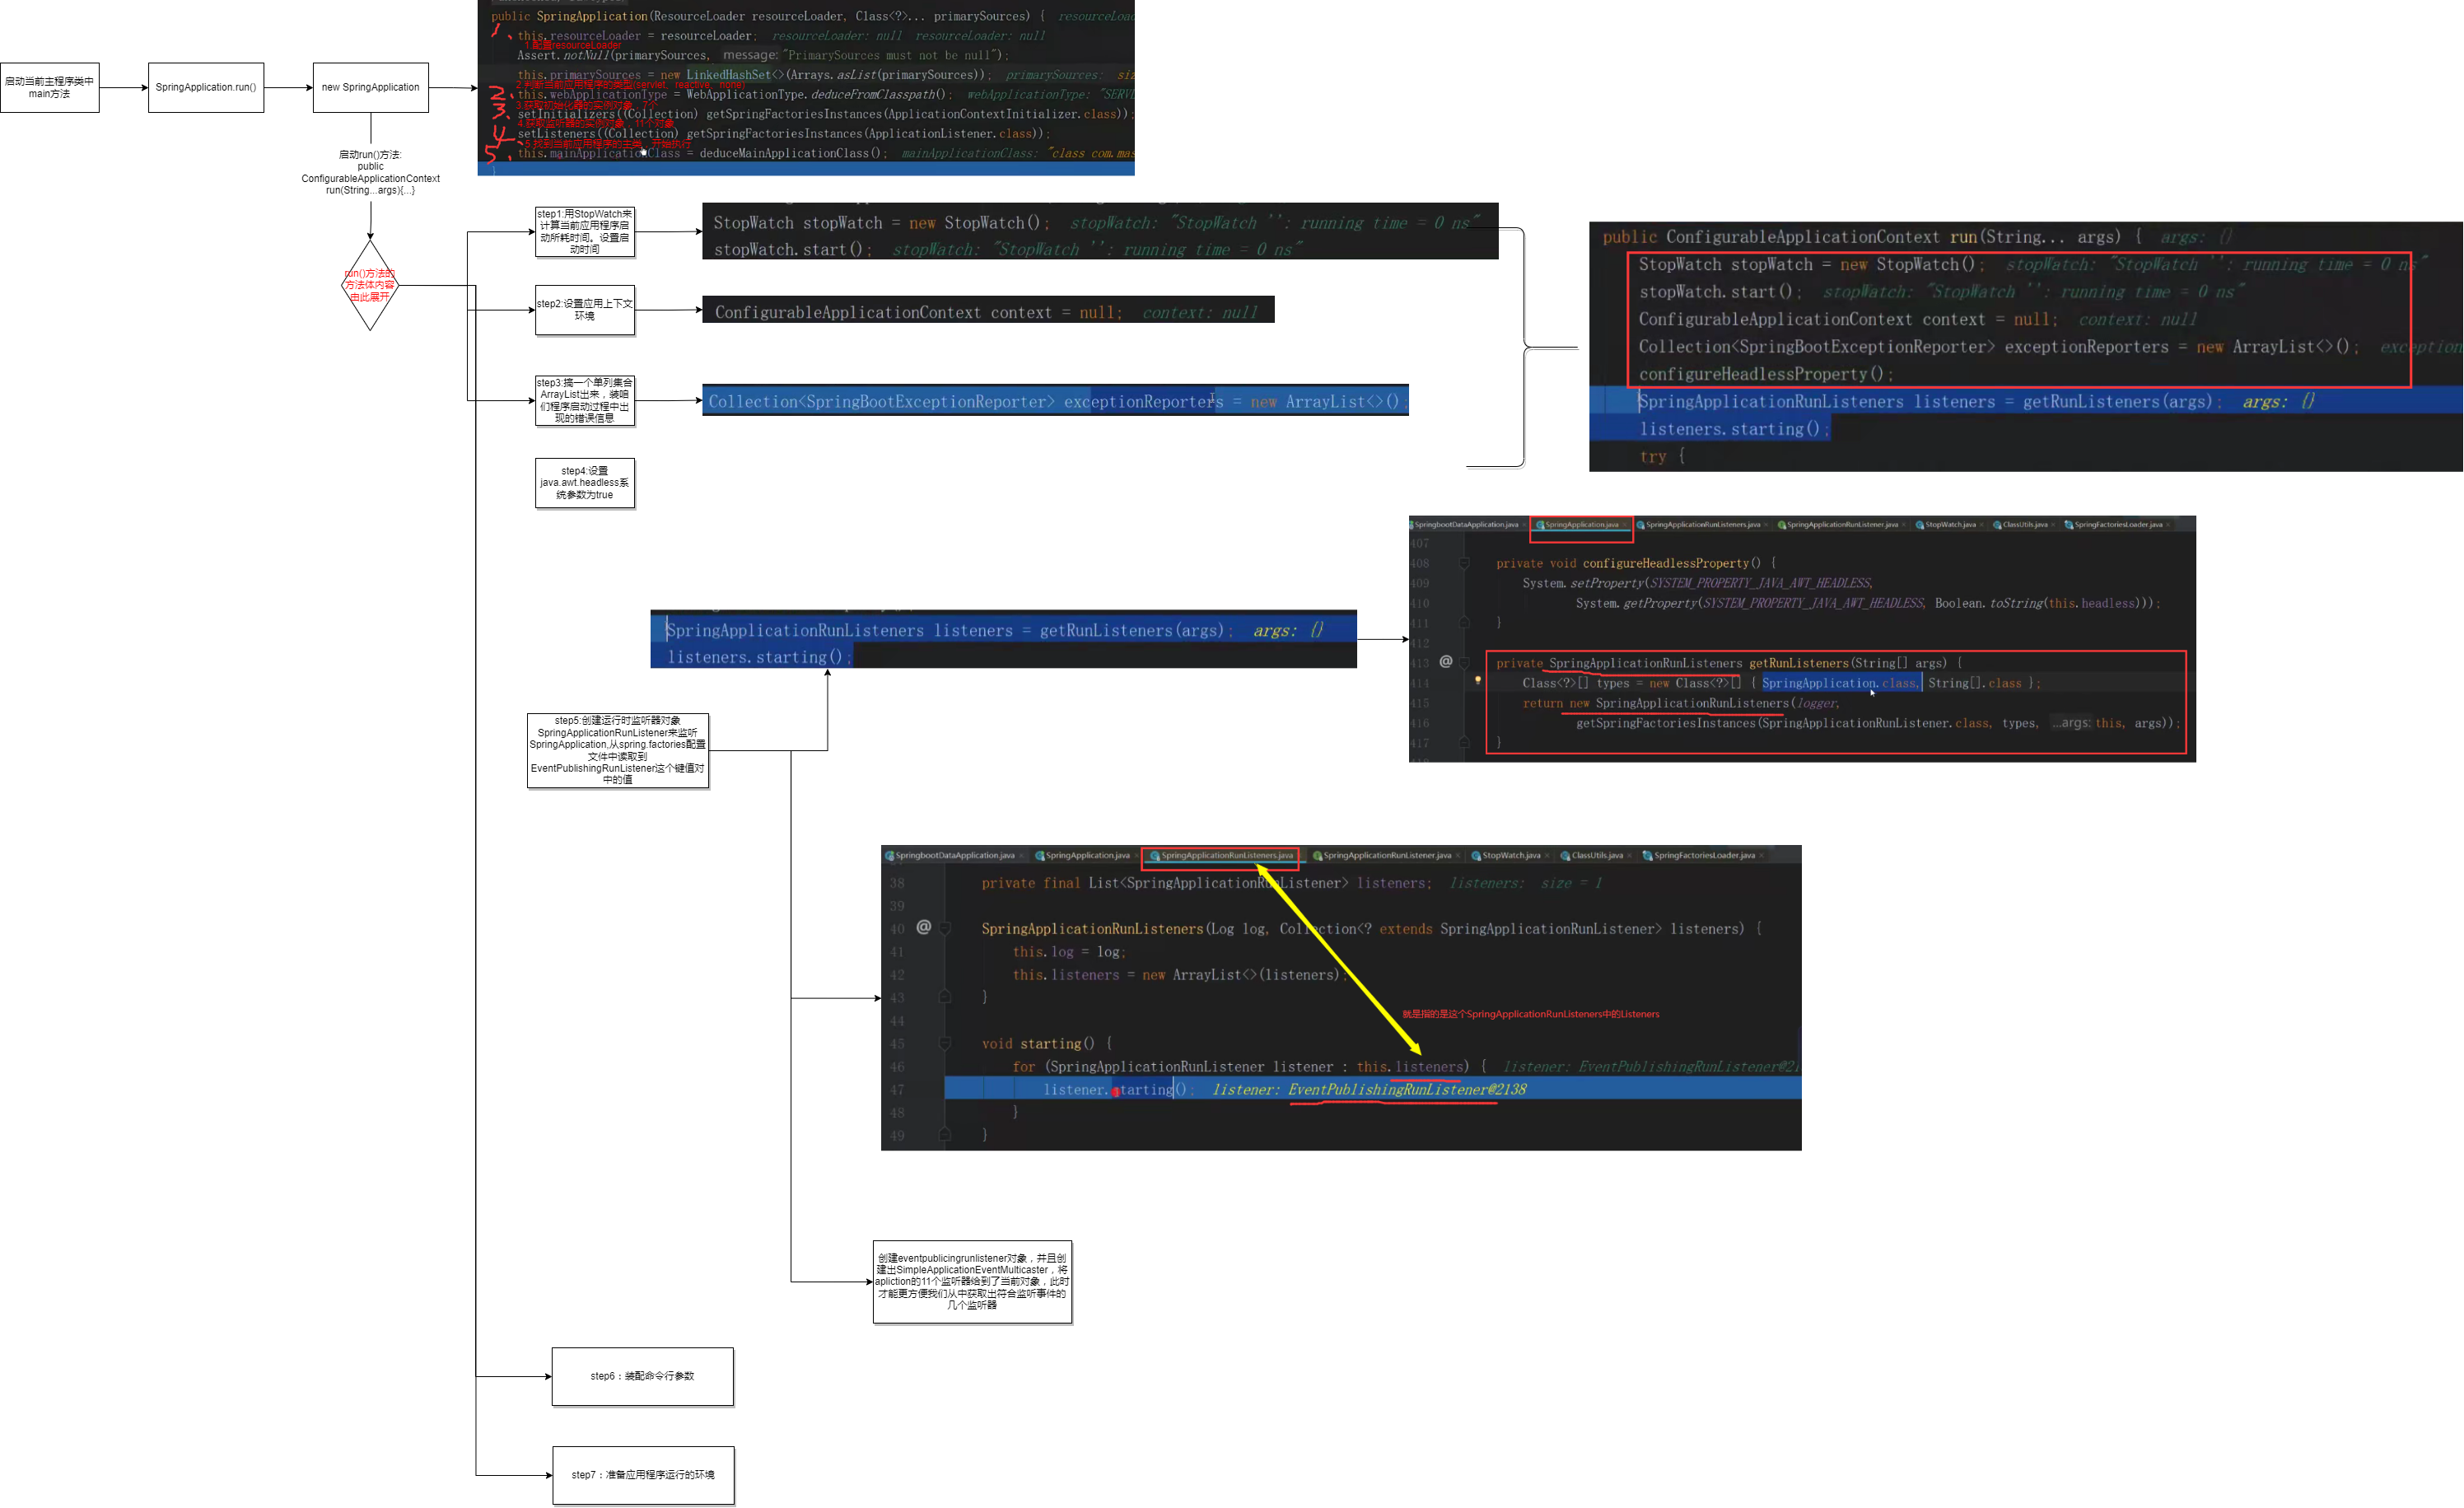 启动当前主程序类中
main方法
SpringApplication.run()
new SpringApplication
public SpringApplication(ResourceLoader resourceLoader, Class<?>... primarySources) {
this.resourceLoader = resourceLoader; resourceLoader: null resourceLoader: null
1.配置resourceLoader
Assert.notNull(primarySources, message: "PrimarySources must not be null");
this.primarySources = new LinkedHashSet<>(Arrays.asList(primarySources)); primarySources:
2.判断当前应用程序的类型(servlet、reactive、none)
this.webApplicationType = WebApplicationType.deduceFromClasspath(); webApplicationType: "SERV
3.获取初始化器的实例对象，7个
setInitializers((Collection) getSpringFactoriesInstances(ApplicationContextInitializer.class));
4.获取监听器的实例对象，11个对象
setListeners((Collection) getSpringFactoriesInstances(ApplicationListener.class));
5.找到当前应用程序的主类，开始执行
this.mainApplicationClass = deduceMainApplicationClass(); mainApplicationClass: "class com.mas
1、
2、
3、
4、
5、
启动run()方法:
public
ConfigurableApplicationContext
run(String...args){...}
run()方法的
方法体内容
由此展开
step1:用StopWatch来
计算当前应用程序启
动所耗时间。设置启
动时间
StopWatch stopWatch = new StopWatch(); stopWatch: "StopWatch '': running time = 0 ns"
stopWatch.start(); stopWatch: "StopWatch '': running time = 0 ns"
step2:设置应用上下文
环境
ConfigurableApplicationContext context = null; context: null
step3:搞一个单列集合
ArrayList出来，装咱
们程序启动过程中出
现的错误信息
Collection<SpringBootExceptionReporter> exceptionReporters = new ArrayList<>();
step4:设置
java.awt.headless系
统参数为true
public ConfigurableApplicationContext run(String... args) { args: {}
StopWatch stopWatch = new StopWatch(); stopWatch: "StopWatch '': running time = 0 ns"
stopWatch.start(); stopWatch: "StopWatch '': running time = 0 ns"
ConfigurableApplicationContext context = null; context: null
Collection<SpringBootExceptionReporter> exceptionReporters = new ArrayList<>(); exception
configureHeadlessProperty();
SpringApplicationRunListeners listeners = getRunListeners(args); args: {}
listeners.starting();
try {
SpringbootDataApplication.java SpringApplication.java SpringApplicationRunListeners.java SpringApplicationRunListener.java StopWatch.java ClassUtils.java SpringFactoriesLoader.java
407
408 private void configureHeadlessProperty() {
409 System.setProperty(SYSTEM_PROPERTY_JAVA_AWT_HEADLESS,
410 System.getProperty(SYSTEM_PROPERTY_JAVA_AWT_HEADLESS, Boolean.toString(this.headless)));
411 }
412
413 @ private SpringApplicationRunListeners getRunListeners(String[] args) {
414 Class<?>[] types = new Class<?>[] { SpringApplication.class, String[].class };
415 return new SpringApplicationRunListeners(logger,
416 getSpringFactoriesInstances(SpringApplicationRunListener.class, types, ...args: this, args));
417 }
SpringApplicationRunListeners listeners = getRunListeners(args); args: {}
listeners.starting();
step5:创建运行时监听器对象
SpringApplicationRunListener来监听
SpringApplication,从spring.factories配置
文件中读取到
EventPublishingRunListener这个键值对
中的值
SpringbootDataApplication.java SpringApplication.java SpringApplicationRunListeners.java SpringApplicationRunListener.java StopWatch.java ClassUtils.java SpringFactoriesLoader.java
38 private final List<SpringApplicationRunListener> listeners; listeners: size = 1
39
40 @ SpringApplicationRunListeners(Log log, Collection<? extends SpringApplicationRunListener> listeners) {
41 this.log = log;
42 this.listeners = new ArrayList<>(listeners);
43 }
就是指的是这个SpringApplicationRunListeners中的Listeners
44
45 void starting() {
46 for (SpringApplicationRunListener listener : this.listeners) { listener: EventPublishingRunListener@21
47 listener.starting(); listener: EventPublishingRunListener@2138
48 }
49 }
创建eventpublicingrunlistener对象，并且创
建出SimpleApplicationEventMulticaster，将
apliction的11个监听器给到了当前对象，此时
才能更方便我们从中获取出符合监听事件的
几个监听器
step6：装配命令行参数
step7：准备应用程序运行的环境